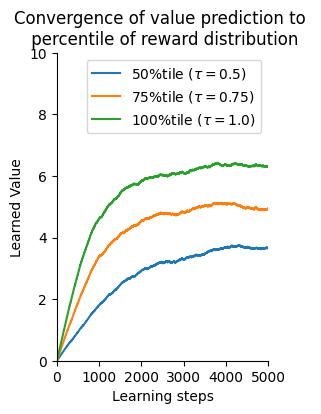 Convergence of value prediction to
percentile of reward distribution
50%tile (τ = 0.5)
75%tile (τ = 0.75)
100%tile (τ = 1.0)
Learned Value
10
8
6
4
2
0
0 1000 2000 3000 4000 5000
Learning steps